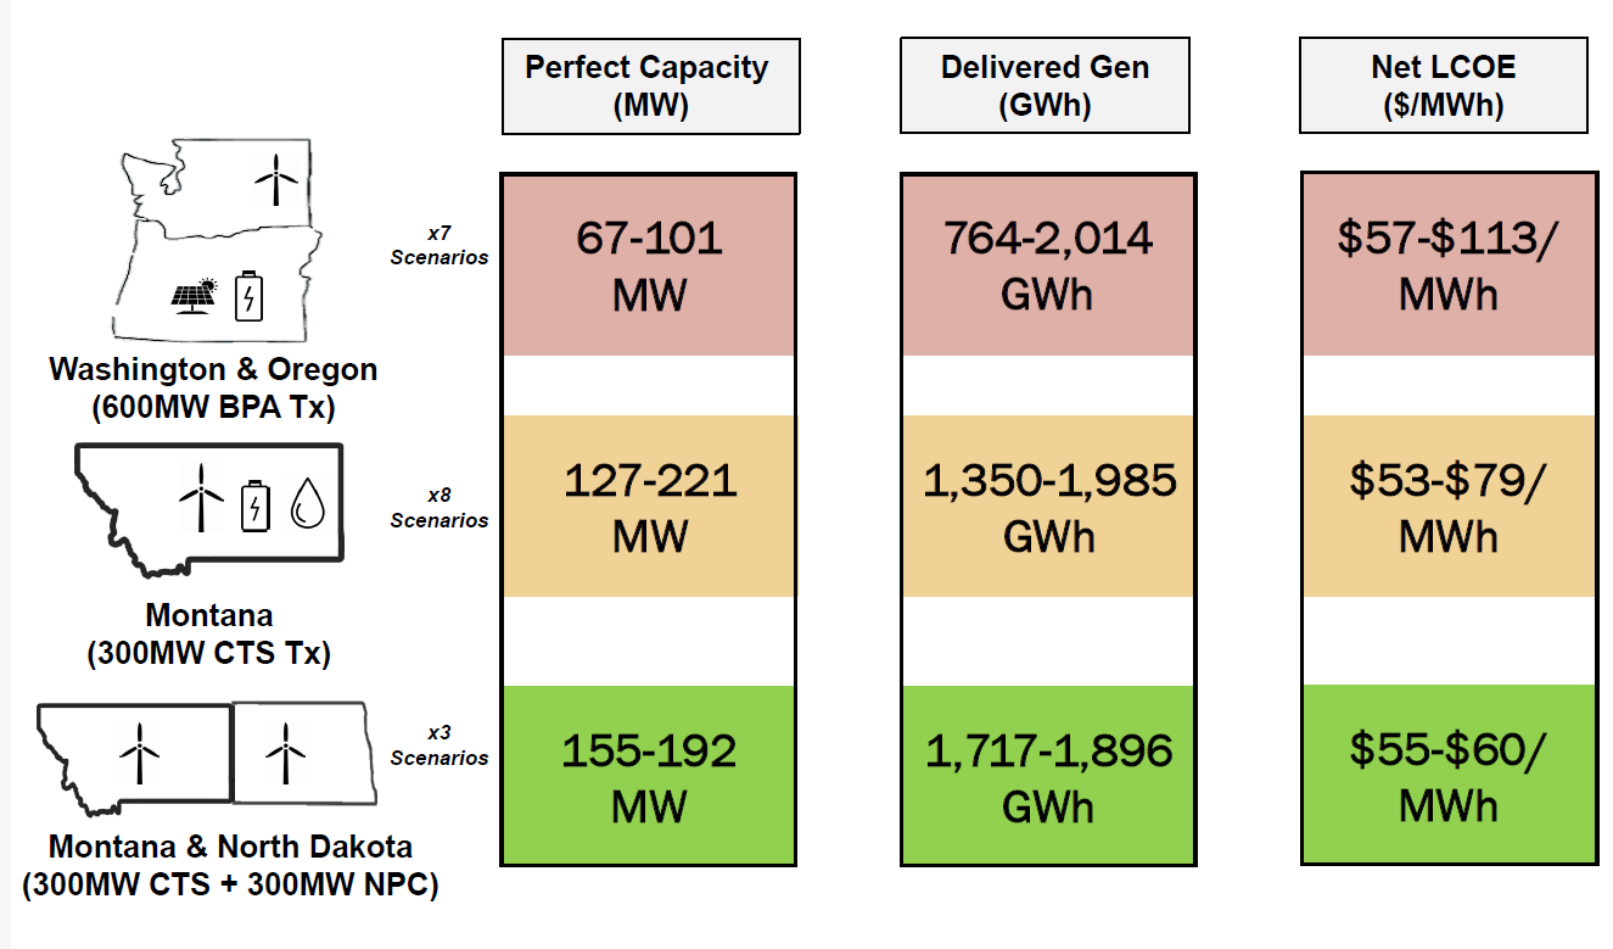 Perfect Capacity
(MW)
Delivered Gen
(GWh)
Net LCOE
($/MWh)
x7
Scenarios
67-101
MW
764-2,014
GWh
$57-$113/
MWh
Washington & Oregon
(600MW BPA Tx)
x8
Scenarios
127-221
MW
1,350-1,985
GWh
$53-$79/
MWh
Montana
(300MW CTS Tx)
x3
Scenarios
155-192
MW
1,717-1,896
GWh
$55-$60/
MWh
Montana & North Dakota
(300MW CTS + 300MW NPC)